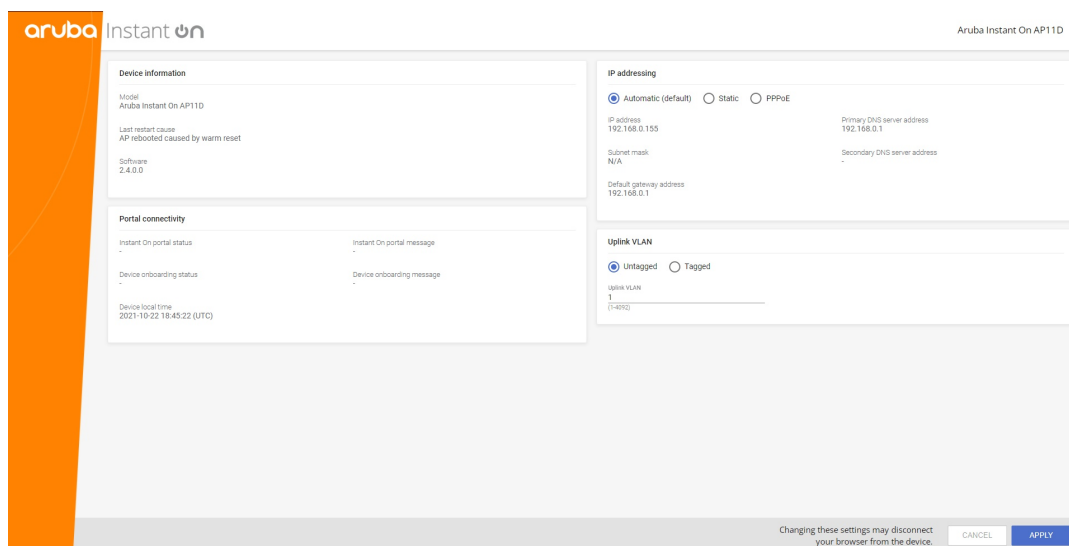 aruba Instant On
Aruba Instant On AP11D
Device information
Model
Aruba Instant On AP11D
Last restart cause
AP rebooted caused by warm reset
Software
2.4.0.0
Portal connectivity
Instant On portal status
-
Instant On portal message
-
Device onboarding status
-
Device onboarding message
-
Device local time
2021-10-22 18:45:22 (UTC)
IP addressing
Automatic (default) Static PPPoE
IP address
192.168.0.155
Primary DNS server address
192.168.0.1
Subnet mask
N/A
Secondary DNS server address
-
Default gateway address
192.168.0.1
Uplink VLAN
Untagged Tagged
Uplink VLAN
1
(1-4092)
Changing these settings may disconnect
your browser from the device.
CANCEL
APPLY